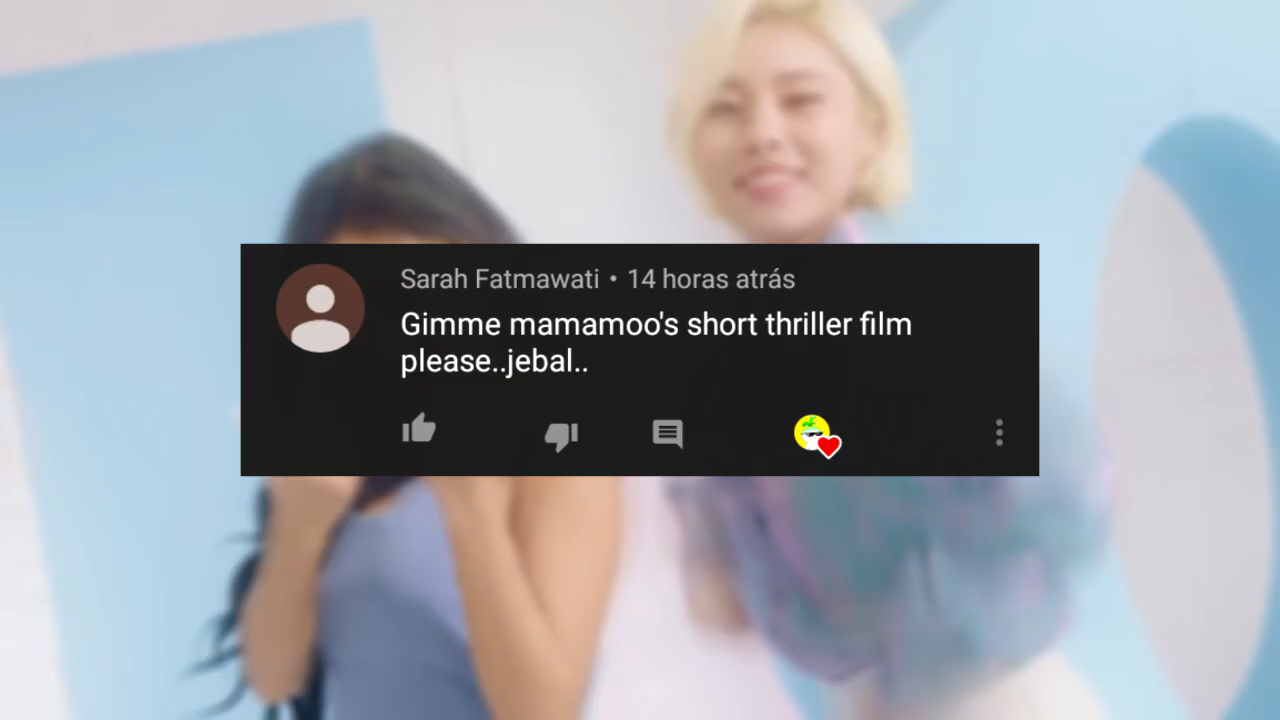 Sarah Fatmawati • 14 horas atrás
Gimme mamamoo's short thriller film
please..jebal..